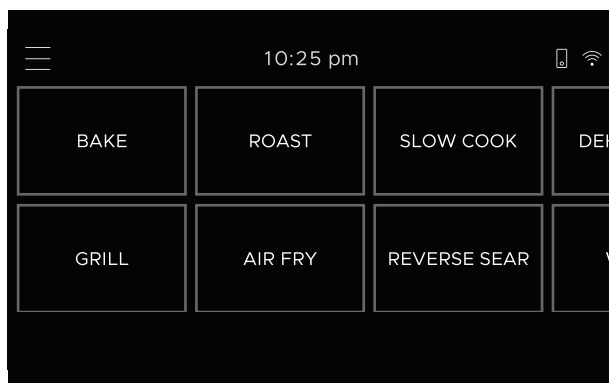 10:25 pm
BAKE
ROAST
SLOW COOK
GRILL
AIR FRY
REVERSE SEAR